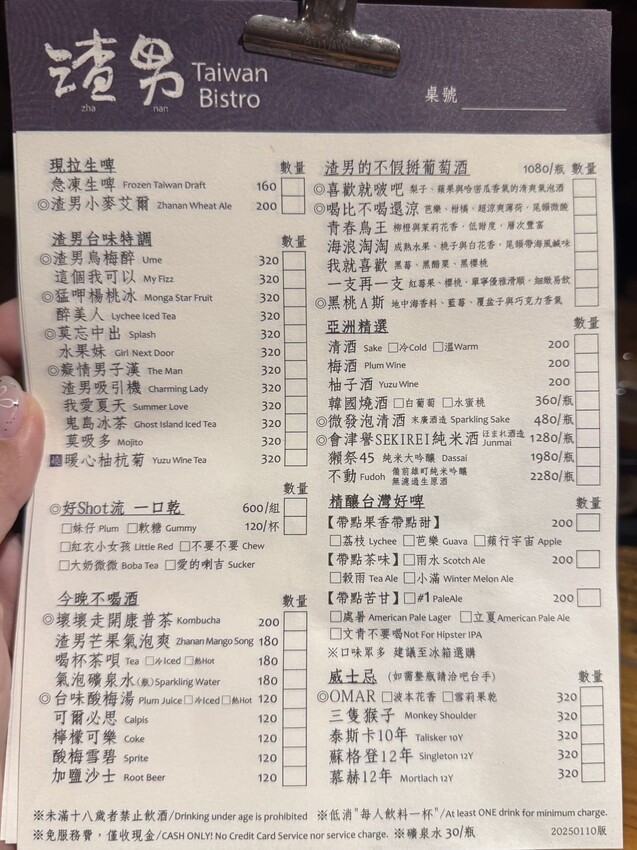 渣男 Taiwan Bistro
zha nan
桌號
現拉生啤 數量
急凍生啤 Frozen Taiwan Draft 160
◎渣男小麥艾爾 Zhanan Wheat Ale 200
渣男台味特調 數量
◎渣男烏梅醉 Ume 320
這個我可以 My Fizz 320
◎猛呷楊桃冰 Monga Star Fruit 320
醉美人 Lychee Iced Tea 320
◎莫忘中出 Splash 320
水果妹 Girl Next Door 320
◎癡情男子漢 The Man 320
渣男吸引機 Charming Lady 320
我愛夏天 Summer Love 320
鬼島冰茶 Ghost Island Iced Tea 320
莫吸多 Mojito 320
暖心柚杭菊 Yuzu Wine Tea 320
數量
◎好Shot流 一口乾 600/組
□妹仔 Plum □軟糖 Gummy 120/杯
□紅衣小女孩 Little Red □不要不要 Chew
□大奶微微 Boba Tea □愛的喇吉 Sucker
今晚不喝酒 數量
◎壞壞走開康普茶 Kombucha 200
渣男芒果氣泡爽 Zhanan Mango Song 180
喝杯茶唄 Tea □冷Iced □熱Hot 180
氣泡礦泉水(瓶) Sparkling Water 180
◎台味酸梅湯 Plum Juice □冷Iced □熱Hot 120
可爾必思 Calpis 120
檸檬可樂 Coke 120
酸梅雪碧 Sprite 120
加鹽沙士 Root Beer 120
渣男的不假掰葡萄酒 1080/瓶 數量
◎喜歡就啵吧 梨子、蘋果與哈密瓜香氣的清爽氣泡酒
◎喝比不喝還涼 芭樂、柑橘、超涼爽薄荷，尾韻微酸
青春鳥王 柳橙與茉莉花香，低甜度，層次豐富
海浪淘淘 成熟水果、桃子與白花香，尾韻帶海風鹹味
我就喜歡 黑莓、黑醋栗、黑櫻桃
一支再一支 紅莓果、櫻桃，單寧優雅滑順，細緻易飲
◎黑桃A斯 地中海香料、藍莓、覆盆子與巧克力香氣
亞洲精選 數量
清酒 Sake □冷Cold □溫Warm 200
梅酒 Plum Wine 200
柚子酒 Yuzu Wine 200
韓國燒酒 □白葡萄 □水蜜桃 360/瓶
◎微發泡清酒 末廣酒造 Sparkling Sake 480/瓶
◎會津譽SEKIREI純米酒 ほまれ酒造 Junmai 1280/瓶
獺祭45 純米大吟釀 Dassai 1980/瓶
不動 Fudoh 備前雄町純米吟釀 無濾過生原酒 2280/瓶
精釀台灣好啤 數量
【帶點果香帶點甜】 200
□荔枝 Lychee □芭樂 Guava □蘋行宇宙 Apple
【帶點茶味】□雨水 Scotch Ale 200
□穀雨 Tea Ale □小滿 Winter Melon Ale
【帶點苦甘】□#1 PaleAle 200
□處暑 American Pale Lager □立夏 American Pale Ale
□文青不要喝Not For Hipster IPA
※口味眾多 建議至冰箱選購
威士忌 (如需整瓶請洽吧台手) 數量
◎OMAR □波本花香 □雪莉果乾 320
三隻猴子 Monkey Shoulder 320
泰斯卡10年 Talisker 10Y 320
蘇格登12年 Singleton 12Y 320
慕赫12年 Mortlach 12Y 320
※未滿十八歲者禁止飲酒/Drinking under age is prohibited ※低消"每人飲料一杯"/At least ONE drink for minimum charge.
※免服務費，僅收現金/CASH ONLY! No Credit Card Service nor service charge. ※礦泉水 30/瓶 20250110版